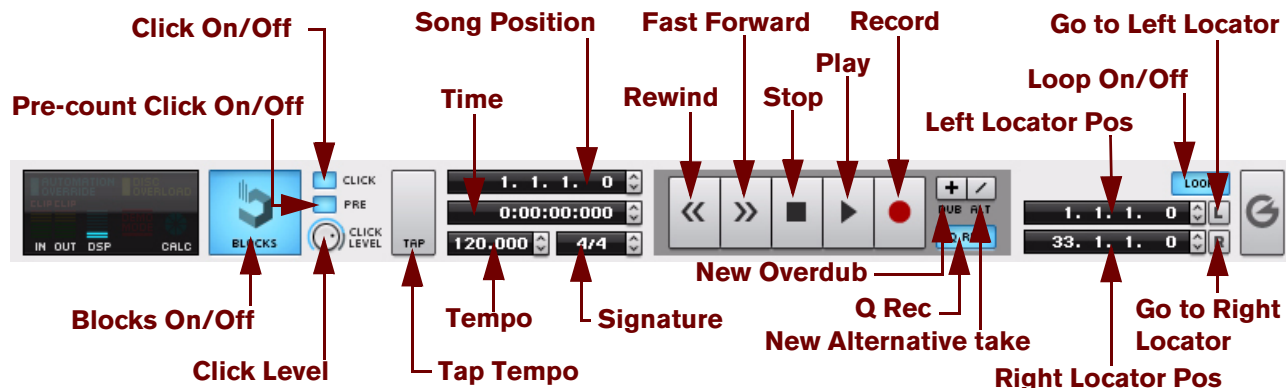 Click On/Off
Song Position
Fast Forward
Record
Go to Left Locator
Play
Loop On/Off
Pre-count Click On/Off
Time
Rewind
Stop
Left Locator Pos
AUTOMATION OVERRIDE
DISC OVERLOAD
IN OUT DSP CALC
BLOCKS
CLICK
PRE
CLICK LEVEL
TAP
1. 1. 1. 0
0:00:00:000
120.000
4/4
DUB ALT
LOOP
1. 1. 1. 0
L
33. 1. 1. 0
R
New Overdub
Blocks On/Off
Tempo
Signature
Q Rec
Go to Right
Locator
New Alternative take
Click Level
Tap Tempo
Right Locator Pos